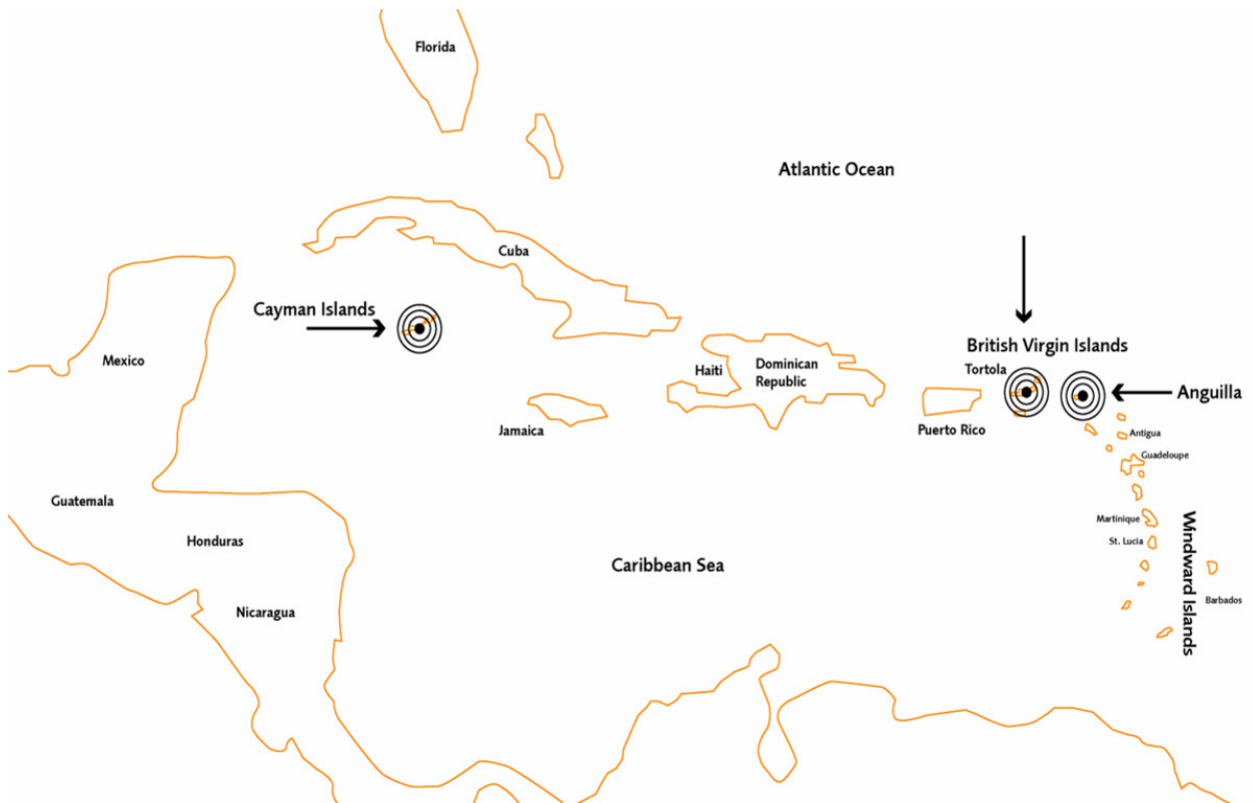 Florida
Atlantic Ocean
Cuba
Cayman Islands
British Virgin Islands
Mexico
Haiti
Dominican
Republic
Tortola
Anguilla
Jamaica
Puerto Rico
Antigua
Guadeloupe
Guatemala
Martinique
Honduras
St. Lucia
Caribbean Sea
Windward Islands
Barbados
Nicaragua